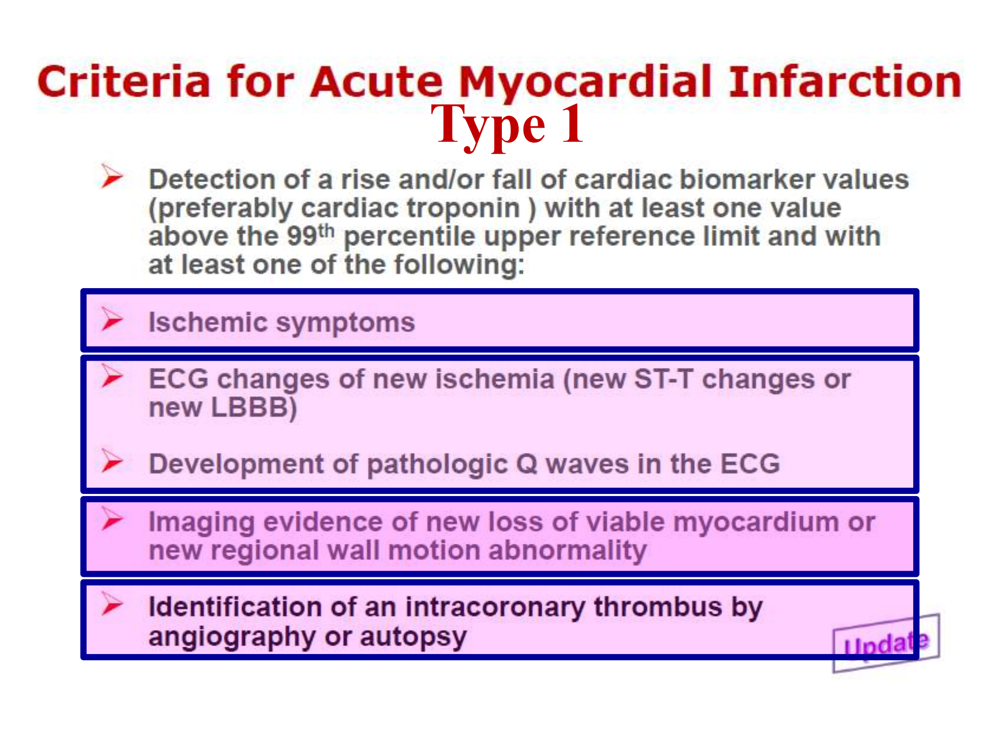 Criteria for Acute Myocardial Infarction
Type 1
Detection of a rise and/or fall of cardiac biomarker values
(preferably cardiac troponin ) with at least one value
above the 99th percentile upper reference limit and with
at least one of the following:
Ischemic symptoms
ECG changes of new ischemia (new ST-T changes or
new LBBB)
Development of pathologic Q waves in the ECG
Imaging evidence of new loss of viable myocardium or
new regional wall motion abnormality
Identification of an intracoronary thrombus by
angiography or autopsy
Update